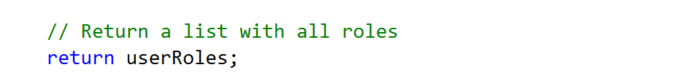 // Return a list with all roles
return userRoles;